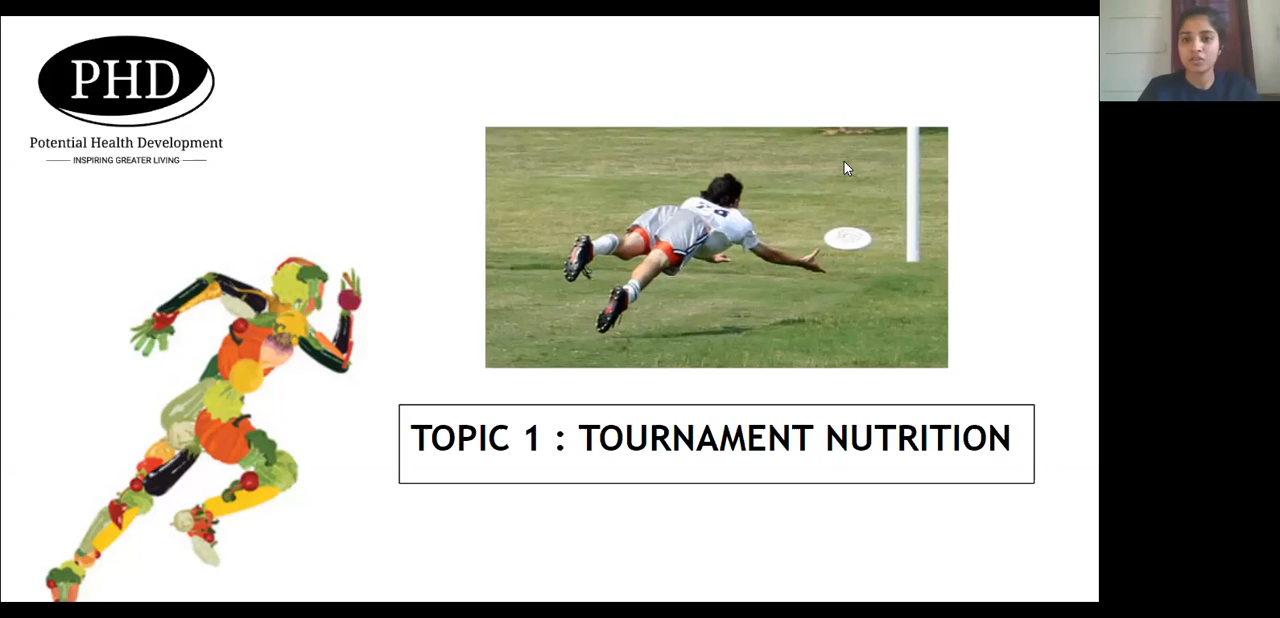 PHD
Potential Health Development
INSPIRING GREATER LIVING
TOPIC 1 : TOURNAMENT NUTRITION